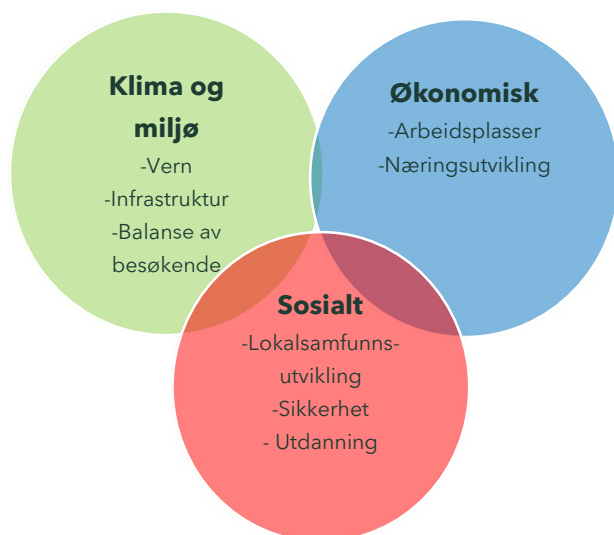 Klima og
miljø
-Vern
-Infrastruktur
-Balanse av
besøkende
Økonomisk
-Arbeidsplasser
-Næringsutvikling
Sosialt
-Lokalsamfunns-
utvikling
-Sikkerhet
- Utdanning